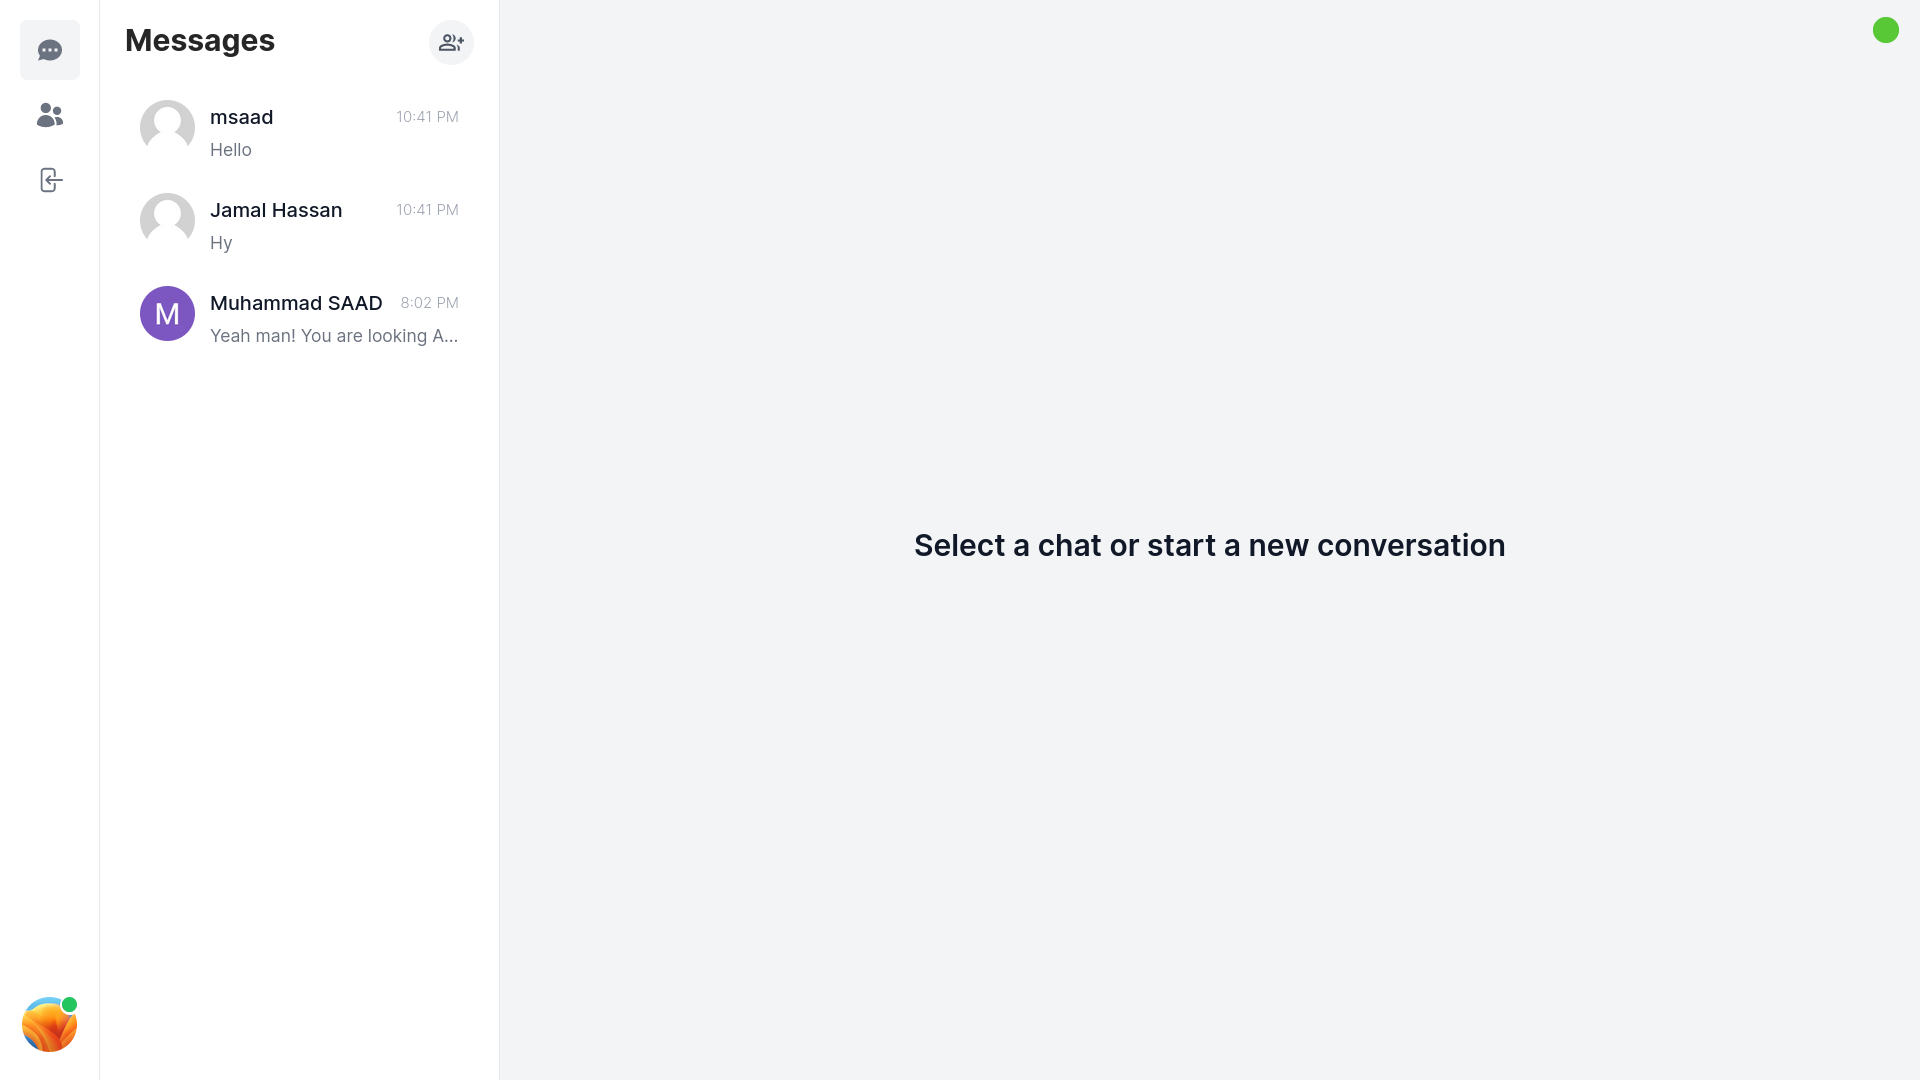 Messages
msaad 10:41 PM
Hello
Jamal Hassan 10:41 PM
Hy
M
Muhammad SAAD 8:02 PM
Yeah man! You are looking A...
Select a chat or start a new conversation